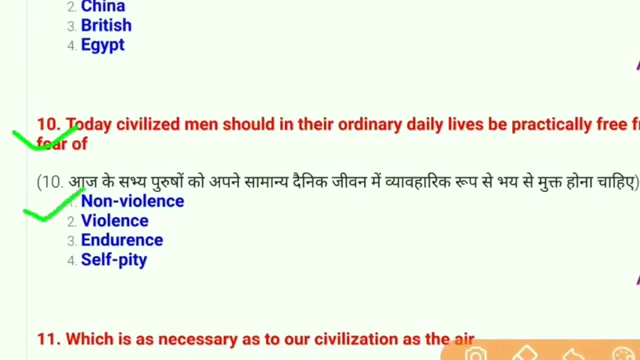 2. China
3. British
4. Egypt
10. Today civilized men should in their ordinary daily lives be practically free
fear of
(10. आज के सभ्य पुरुषों को अपने सामान्य दैनिक जीवन में व्यावहारिक रूप से भय से मुक्त होना चाहिए)
1. Non-violence
2. Violence
3. Endurence
4. Self-pity
11. Which is as necessary as to our civilization as the air